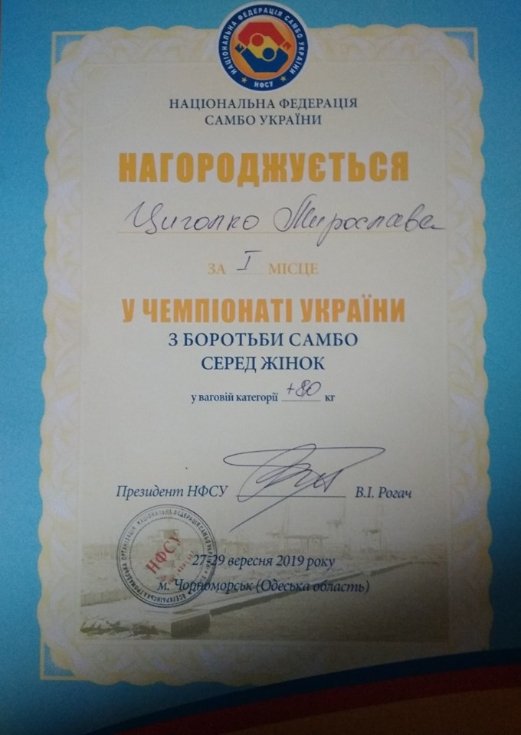 НАЦІОНАЛЬНА ФЕДЕРАЦІЯ САМБО УКРАЇНИ
НФСУ
НАЦІОНАЛЬНА ФЕДЕРАЦІЯ
САМБО УКРАЇНИ
НАГОРОДЖУЄТЬСЯ
Циголко Мирослава
ЗА I МІСЦЕ
У ЧЕМПІОНАТІ УКРАЇНИ
З БОРОТЬБИ САМБО
СЕРЕД ЖІНОК
у ваговій категорії +80 кг
Президент НФСУ В.І. Рогач
НФСУ
27-29 вересня 2019 року
м. Чорноморськ (Одеська область)